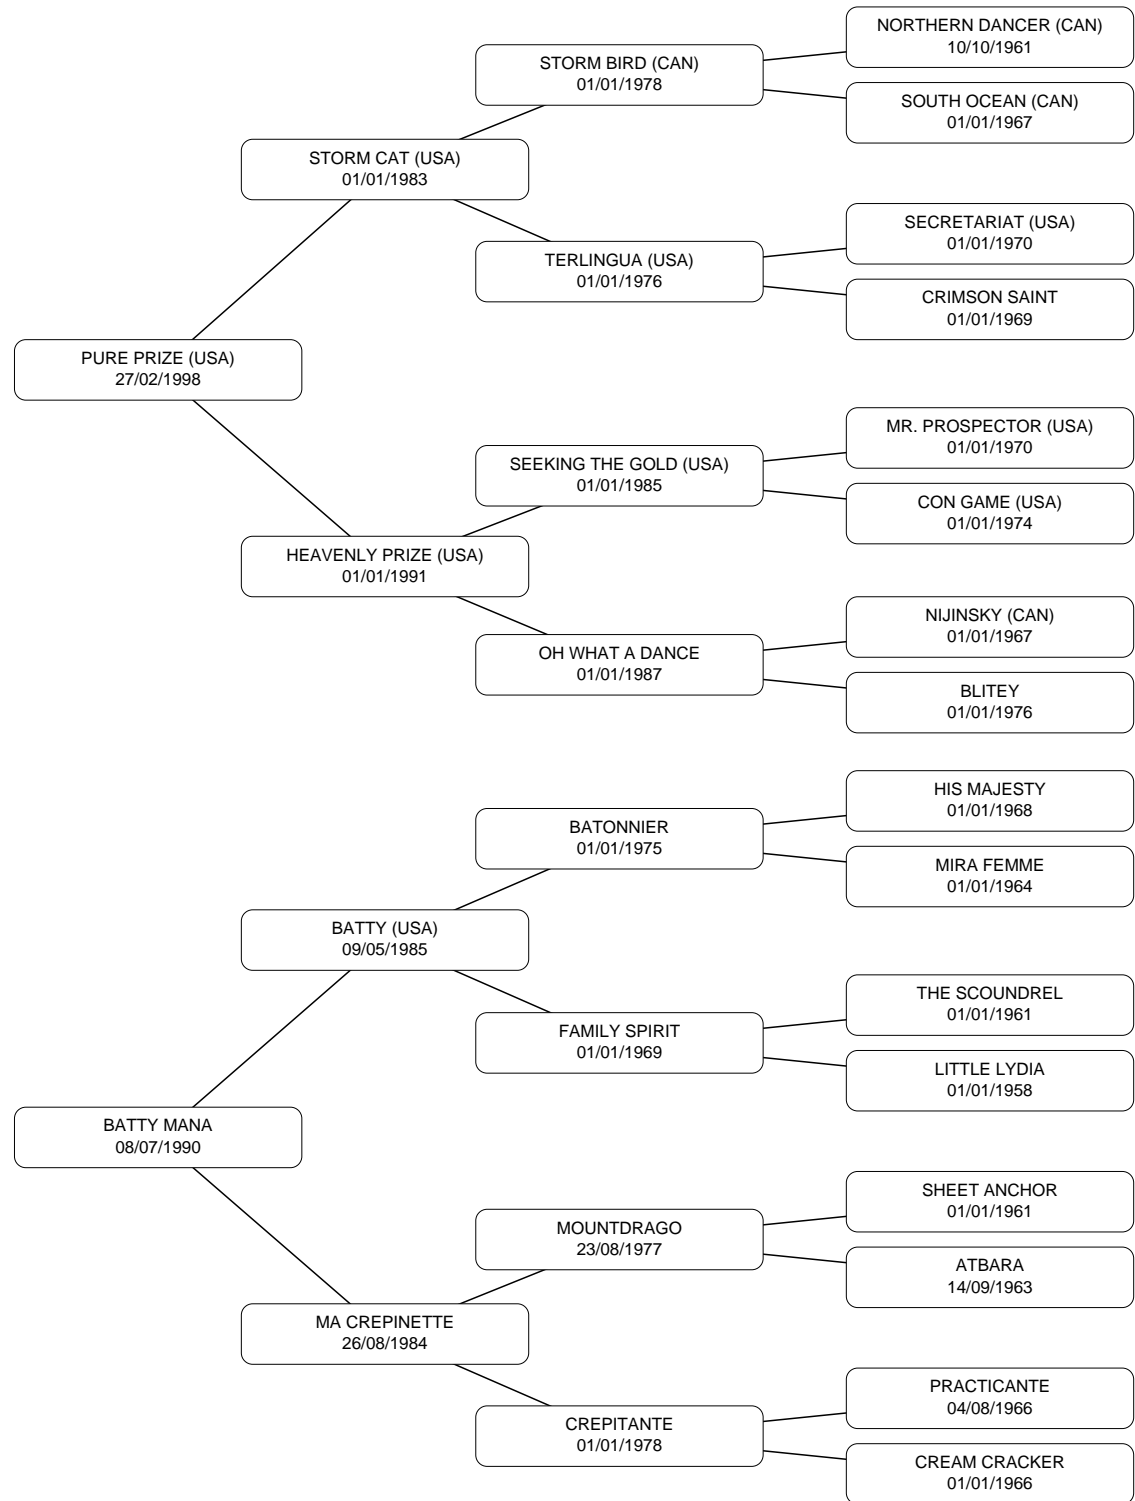 NORTHERN DANCER (CAN)
10/10/1961
STORM BIRD (CAN)
01/01/1978
SOUTH OCEAN (CAN)
01/01/1967
STORM CAT (USA)
01/01/1983
SECRETARIAT (USA)
01/01/1970
TERLINGUA (USA)
01/01/1976
CRIMSON SAINT
01/01/1969
PURE PRIZE (USA)
27/02/1998
MR. PROSPECTOR (USA)
01/01/1970
SEEKING THE GOLD (USA)
01/01/1985
CON GAME (USA)
01/01/1974
HEAVENLY PRIZE (USA)
01/01/1991
NIJINSKY (CAN)
01/01/1967
OH WHAT A DANCE
01/01/1987
BLITEY
01/01/1976
HIS MAJESTY
01/01/1968
BATONNIER
01/01/1975
MIRA FEMME
01/01/1964
BATTY (USA)
09/05/1985
THE SCOUNDREL
01/01/1961
FAMILY SPIRIT
01/01/1969
LITTLE LYDIA
01/01/1958
BATTY MANA
08/07/1990
SHEET ANCHOR
01/01/1961
MOUNTDRAGO
23/08/1977
ATBARA
14/09/1963
MA CREPINETTE
26/08/1984
PRACTICANTE
04/08/1966
CREPITANTE
01/01/1978
CREAM CRACKER
01/01/1966